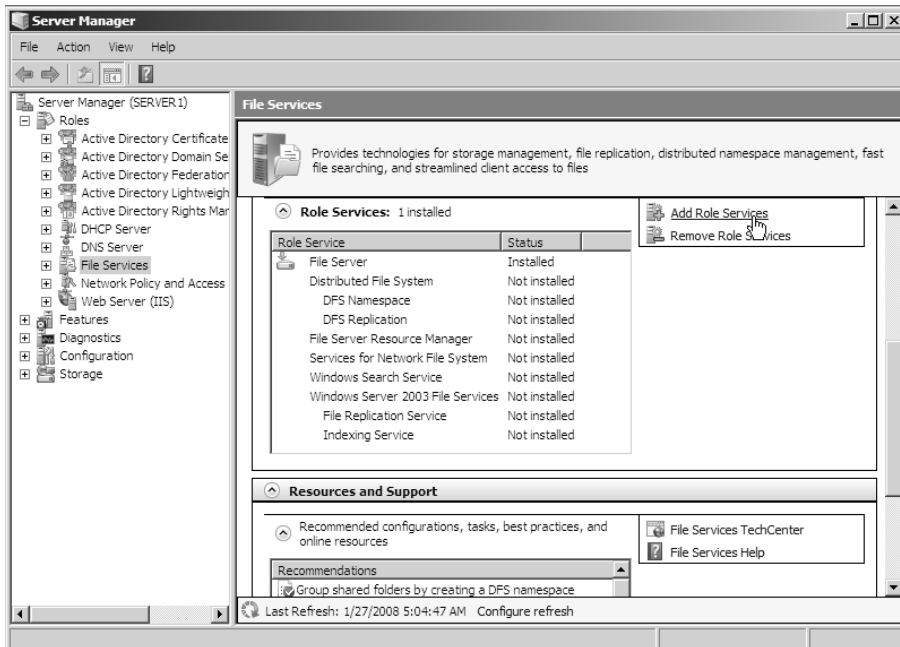 Server Manager
File Action View Help
Server Manager (SERVER1)
Roles
Active Directory Certificate
Active Directory Domain Se
Active Directory Federation
Active Directory Lightweigh
Active Directory Rights Mar
DHCP Server
DNS Server
File Services
Network Policy and Access
Web Server (IIS)
Features
Diagnostics
Configuration
Storage
File Services
Provides technologies for storage management, file replication, distributed namespace management, fast
file searching, and streamlined client access to files
Role Services: 1 installed
Role Service Status
File Server Installed
Distributed File System Not installed
DFS Namespace Not installed
DFS Replication Not installed
File Server Resource Manager Not installed
Services for Network File System Not installed
Windows Search Service Not installed
Windows Server 2003 File Services Not installed
File Replication Service Not installed
Indexing Service Not installed
Add Role Services
Remove Role Services
Resources and Support
Recommended configurations, tasks, best practices, and
online resources
Recommendations
Group shared folders by creating a DFS namespace
File Services TechCenter
File Services Help
Last Refresh: 1/27/2008 5:04:47 AM Configure refresh